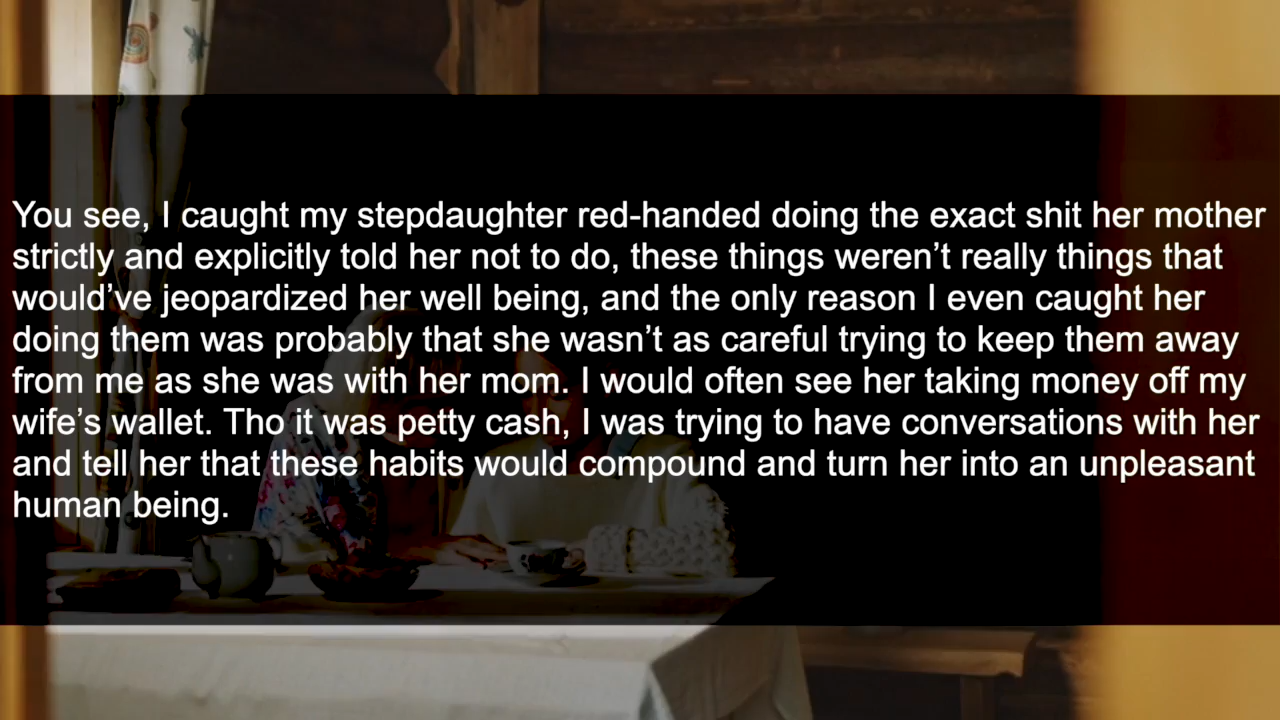 You see, I caught my stepdaughter red-handed doing the exact shit her mother
strictly and explicitly told her not to do, these things weren’t really things that
would’ve jeopardized her well being, and the only reason I even caught her
doing them was probably that she wasn’t as careful trying to keep them away
from me as she was with her mom. I would often see her taking money off my
wife’s wallet. Tho it was petty cash, I was trying to have conversations with her
and tell her that these habits would compound and turn her into an unpleasant
human being.